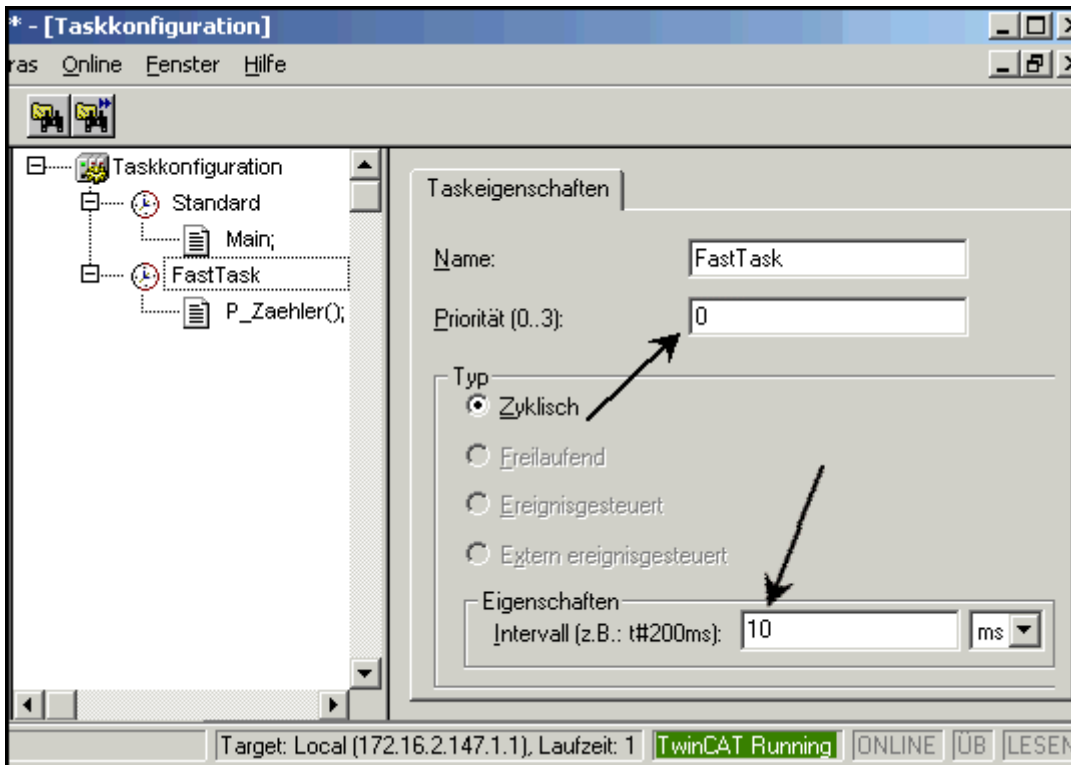 * - [Taskkonfiguration]
ras Online Fenster Hilfe
Taskkonfiguration
Standard
Main;
FastTask
P_Zaehler();
Taskeigenschaften
Name: FastTask
Priorität (0..3): 0
Typ
Zyklisch
Freilaufend
Ereignisgesteuert
Extern ereignisgesteuert
Eigenschaften
Intervall (z.B.: t#200ms): 10 ms
Target: Local (172.16.2.147.1.1), Laufzeit: 1 TwinCAT Running ONLINE ÜB LESEN